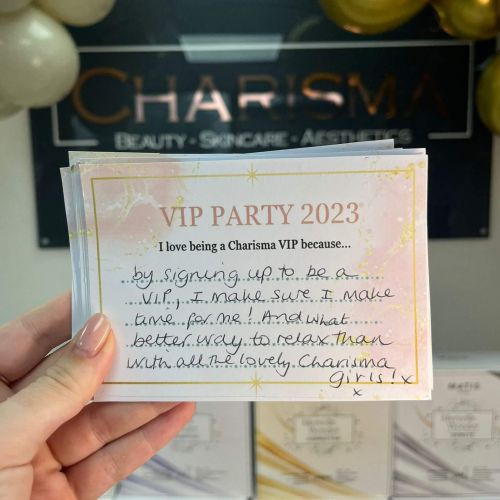 CHARISMA
BEAUTY · SKINCARE · AESTHETICS
VIP PARTY 2023
I love being a Charisma VIP because...
by signing up to be a
VIP, I make sure I make
time for me! And what
better way to relax than
with all the lovely Charisma
girls! x
x
MATIS